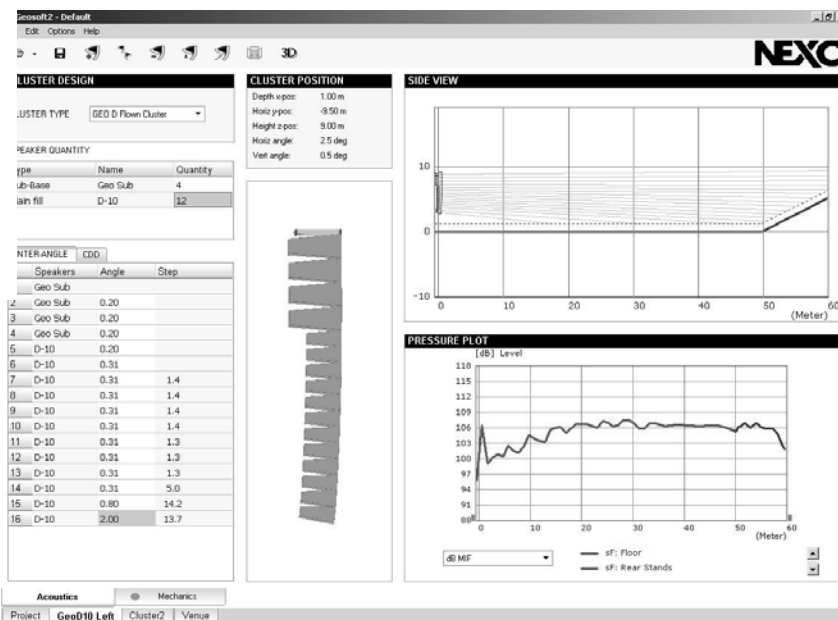 Geosoft2 - Default
Edit Options Help
3D
NEXO
CLUSTER DESIGN
CLUSTER TYPE GEO D Flown Cluster
SPEAKER QUANTITY
Type Name Quantity
Sub-Base Geo Sub 4
Main fill D-10 12
INTER-ANGLE CDD
Speakers Angle Step
Geo Sub
2 Geo Sub 0.20
3 Geo Sub 0.20
4 Geo Sub 0.20
5 D-10 0.20
6 D-10 0.31
7 D-10 0.31 1.4
8 D-10 0.31 1.4
9 D-10 0.31 1.4
10 D-10 0.31 1.4
11 D-10 0.31 1.3
12 D-10 0.31 1.3
13 D-10 0.31 1.3
14 D-10 0.31 5.0
15 D-10 0.80 14.2
16 D-10 2.00 13.7
Acoustics Mechanics
Project GeoD10 Left Cluster2 Venue
CLUSTER POSITION
Depth x-pos: 1.00 m
Horiz y-pos: -9.50 m
Height z-pos: 9.00 m
Horiz angle: 2.5 deg
Vert angle: 0.5 deg
SIDE VIEW
10
0
-10
0 10 20 30 40 50 60
(Meter)
PRESSURE PLOT
[dB] Level
118
115
112
109
106
103
100
97
94
91
88
0 10 20 30 40 50 60
(Meter)
dB MIF
sF: Floor
sF: Rear Stands